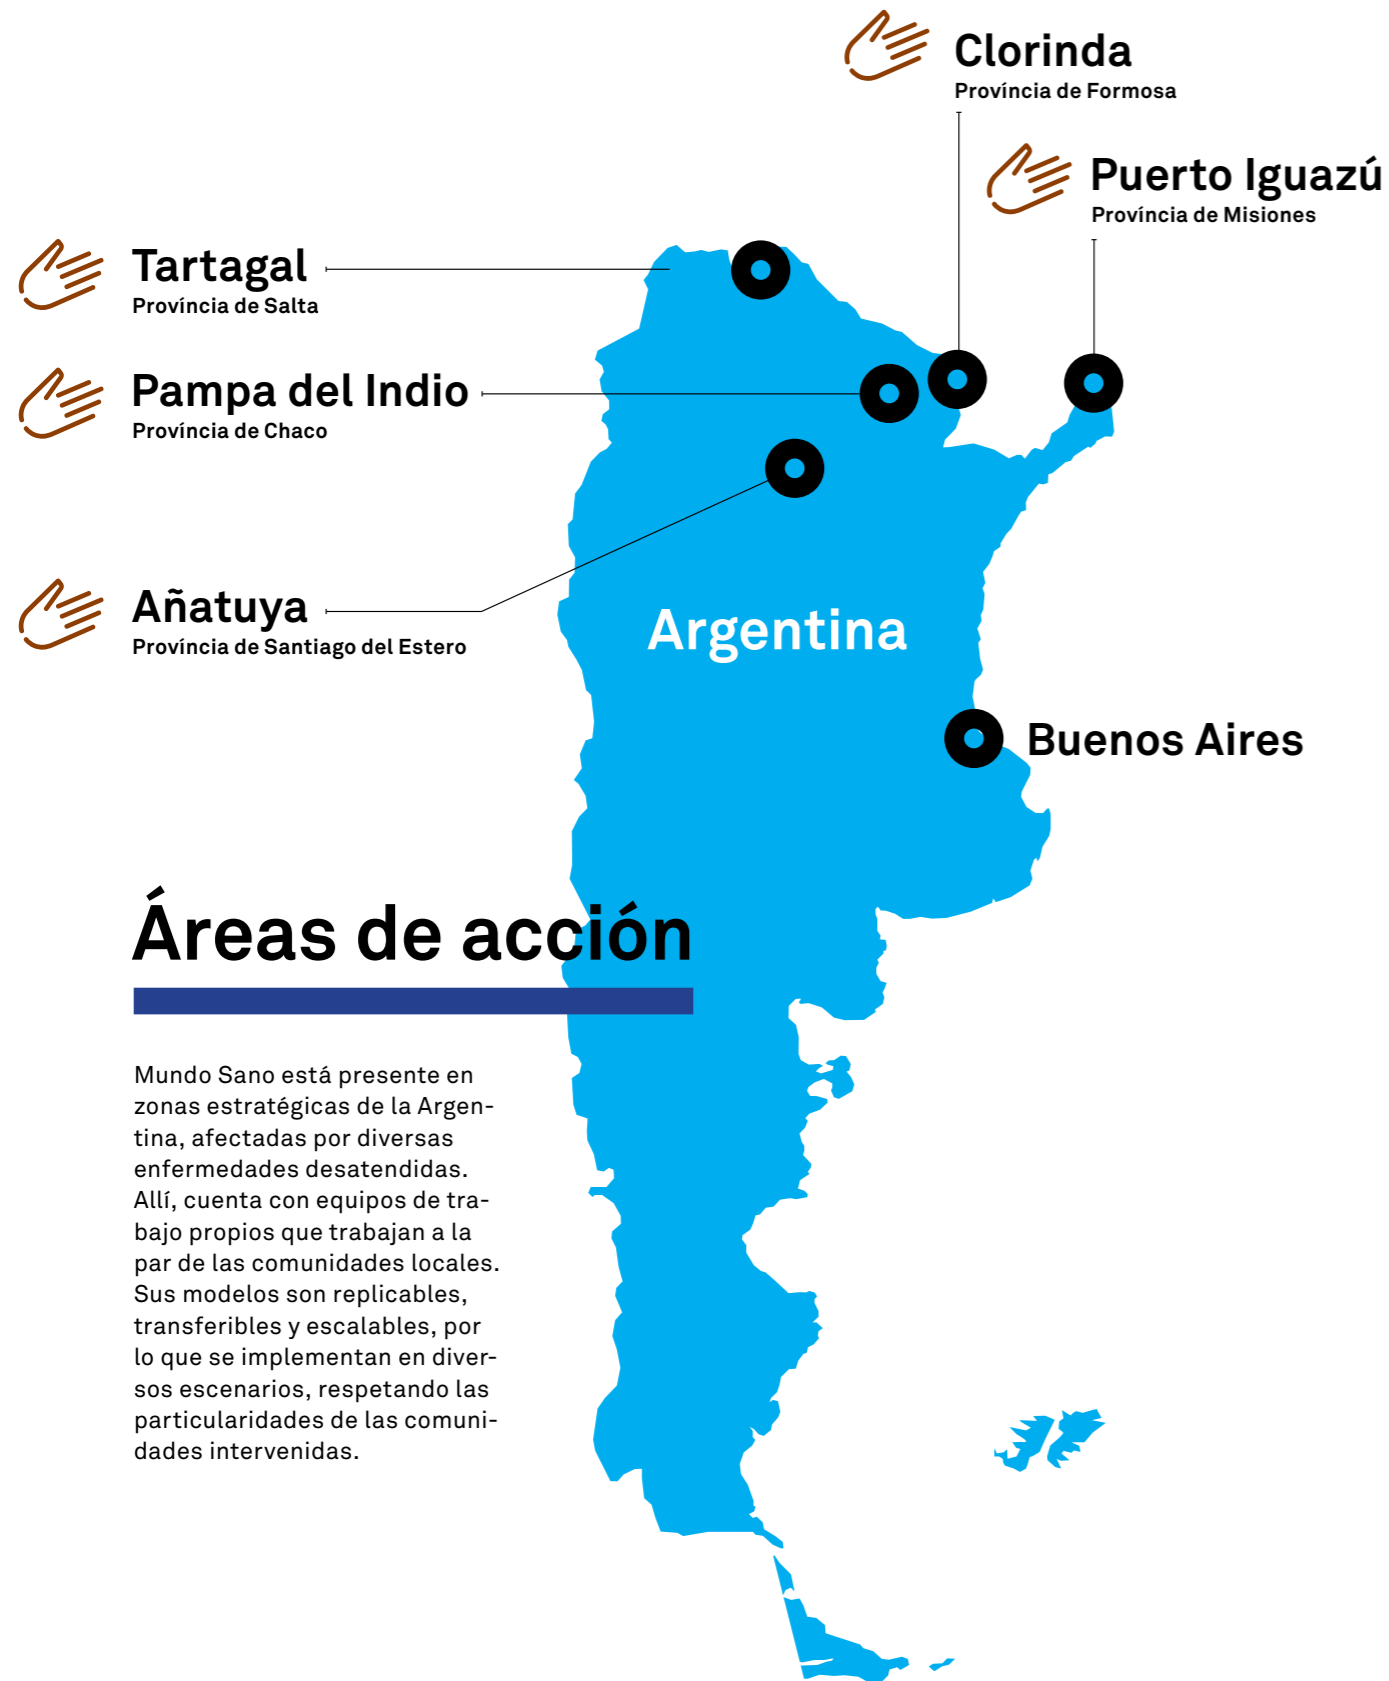 Clorinda
Província de Formosa
Puerto Iguazú
Província de Misiones
Tartagal
Província de Salta
Pampa del Indio
Província de Chaco
Añatuya
Província de Santiago del Estero
Argentina
Buenos Aires
Áreas de acción
Mundo Sano está presente en
zonas estratégicas de la Argen-
tina, afectadas por diversas
enfermedades desatendidas.
Allí, cuenta con equipos de tra-
bajo propios que trabajan a la
par de las comunidades locales.
Sus modelos son replicables,
transferibles y escalables, por
lo que se implementan en diver-
sos escenarios, respetando las
particularidades de las comuni-
dades intervenidas.